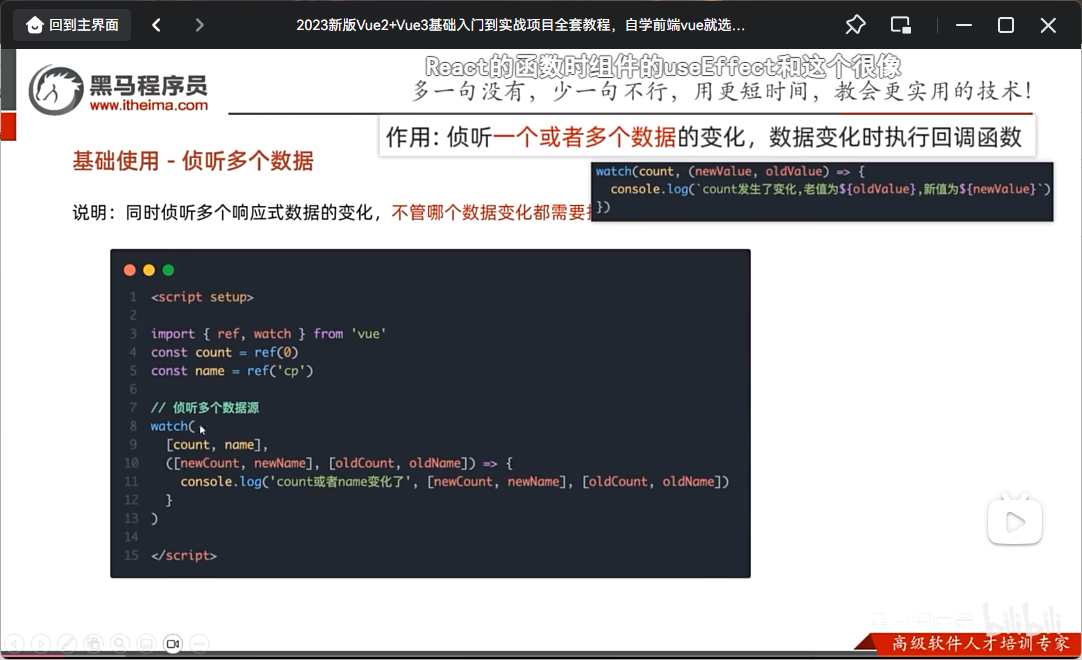 回到主界面
2023新版Vue2+Vue3基础入门到实战项目全套教程，自学前端vue就选...
React的函数时组件的useEffect和这个很像
黑马程序员
www.itheima.com
多一句没有，少一句不行，用更短时间，教会更实用的技术！
作用: 侦听一个或者多个数据的变化，数据变化时执行回调函数
基础使用 - 侦听多个数据
watch(count, (newValue, oldValue) => {
console.log(`count发生了变化,老值为${oldValue},新值为${newValue}`)
})
说明：同时侦听多个响应式数据的变化，不管哪个数据变化都需要
1 <script setup>
2
3 import { ref, watch } from 'vue'
4 const count = ref(0)
5 const name = ref('cp')
6
7 // 侦听多个数据源
8 watch(
9 [count, name],
10 ([newCount, newName], [oldCount, oldName]) => {
11 console.log('count或者name变化了', [newCount, newName], [oldCount, oldName])
12 }
13 )
14
15 </script>
bilibili
高级软件人才培训专家